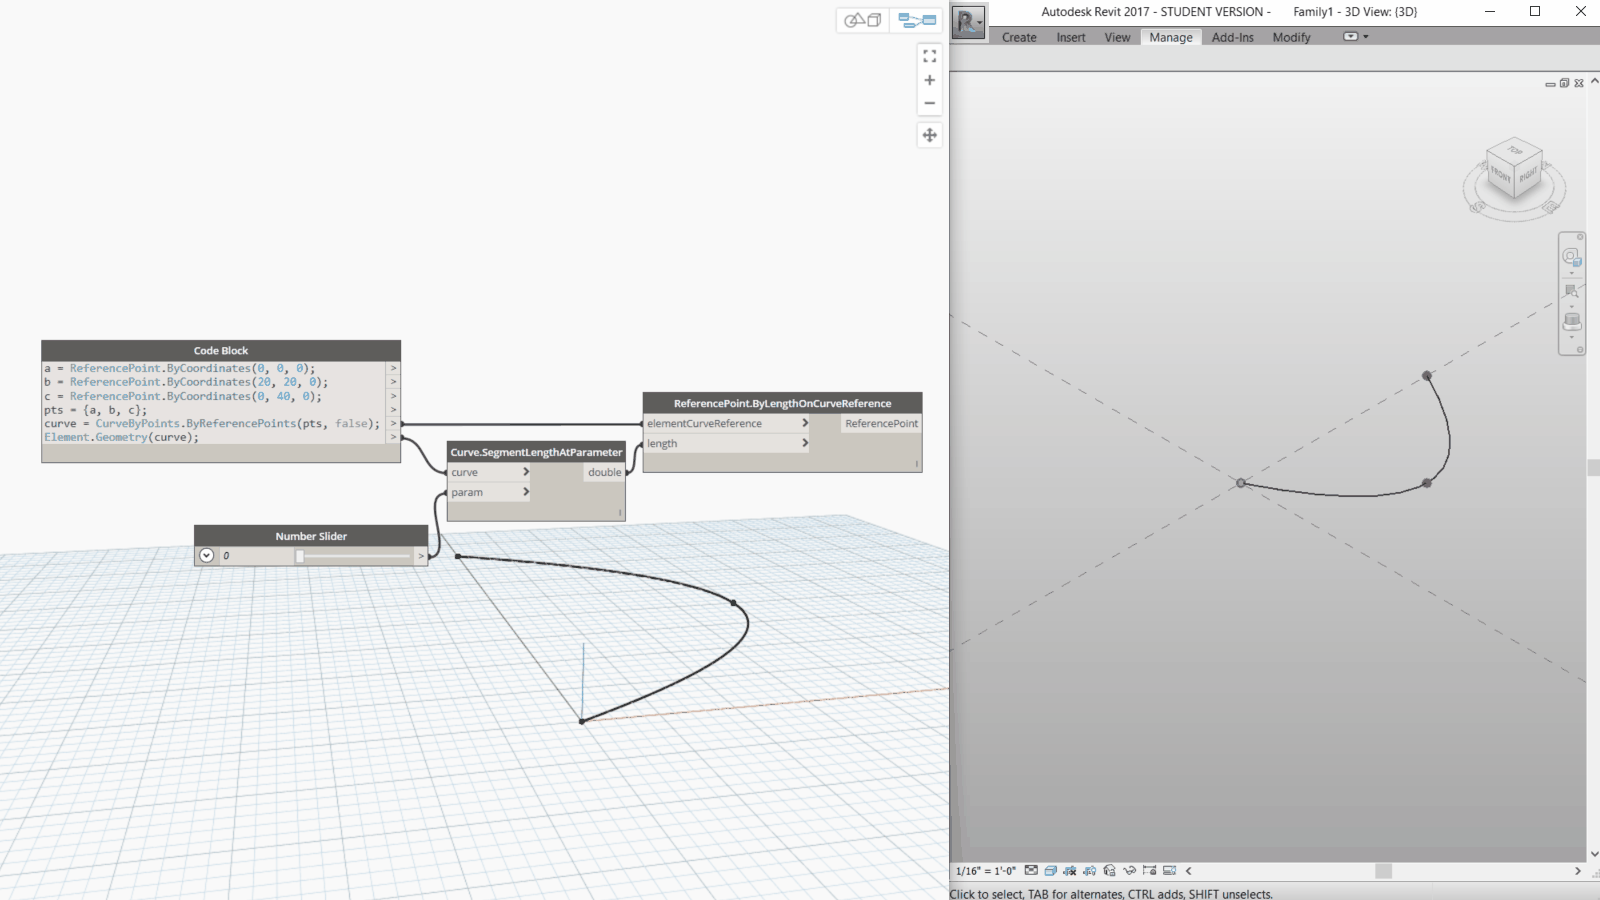 Autodesk Revit 2017 - STUDENT VERSION - Family1 - 3D View: {3D}
Create Insert View Manage Add-Ins Modify
TOP
FRONT
RIGHT
Code Block
a = ReferencePoint.ByCoordinates(0, 0, 0); >
b = ReferencePoint.ByCoordinates(20, 20, 0); >
c = ReferencePoint.ByCoordinates(0, 40, 0); >
pts = {a, b, c}; >
curve = CurveByPoints.ByReferencePoints(pts, false); >
Element.Geometry(curve); >
ReferencePoint.ByLengthOnCurveReference
elementCurveReference > ReferencePoint
length >
Curve.SegmentLengthAtParameter
curve > double
param >
Number Slider
0 >
1/16" = 1'-0"
Click to select, TAB for alternates, CTRL adds, SHIFT unselects.